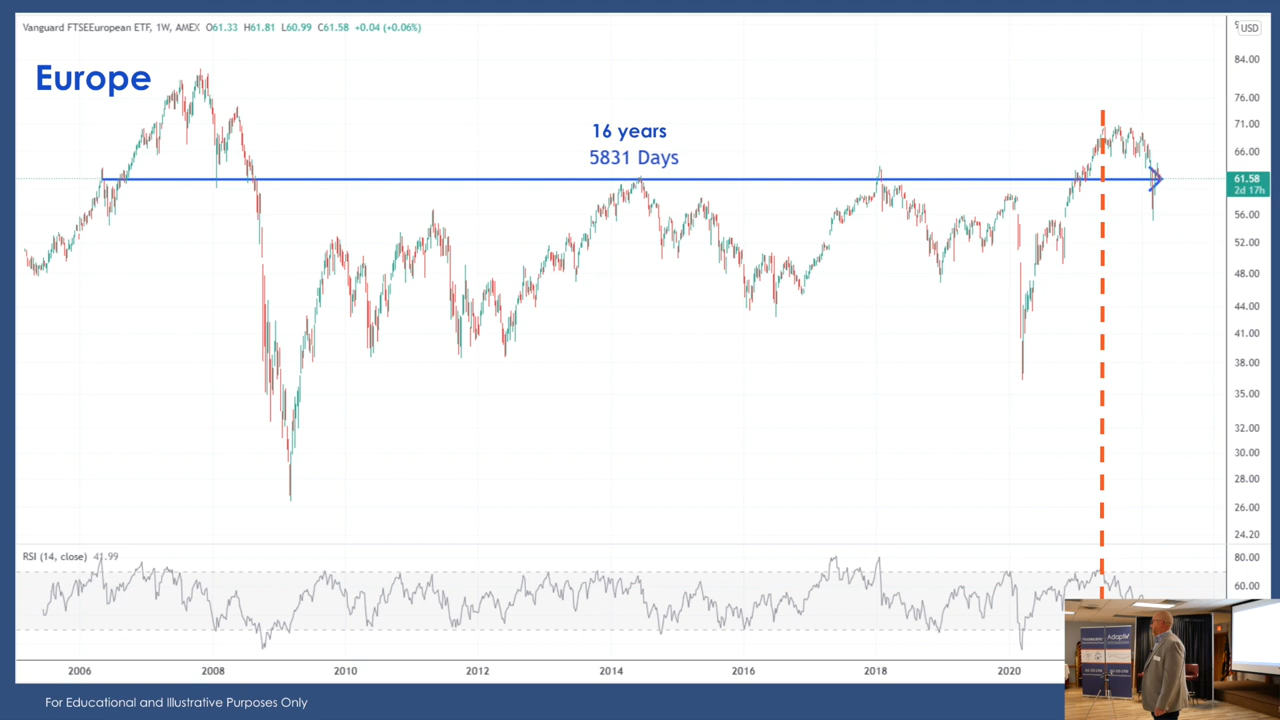 Vanguard FTSEEuropean ETF, 1W, AMEX O61.33 H61.81 L60.99 C61.58 +0.04 (+0.06%)
USD
Europe
16 years
5831 Days
84.00
76.00
71.00
66.00
61.58
2d 17h
56.00
52.00
48.00
44.00
41.00
38.00
35.00
32.00
30.00
28.00
26.00
24.20
RSI (14, close) 41.99
80.00
60.00
Adaptiv
2006 2008 2010 2012 2014 2016 2018 2020
For Educational and Illustrative Purposes Only